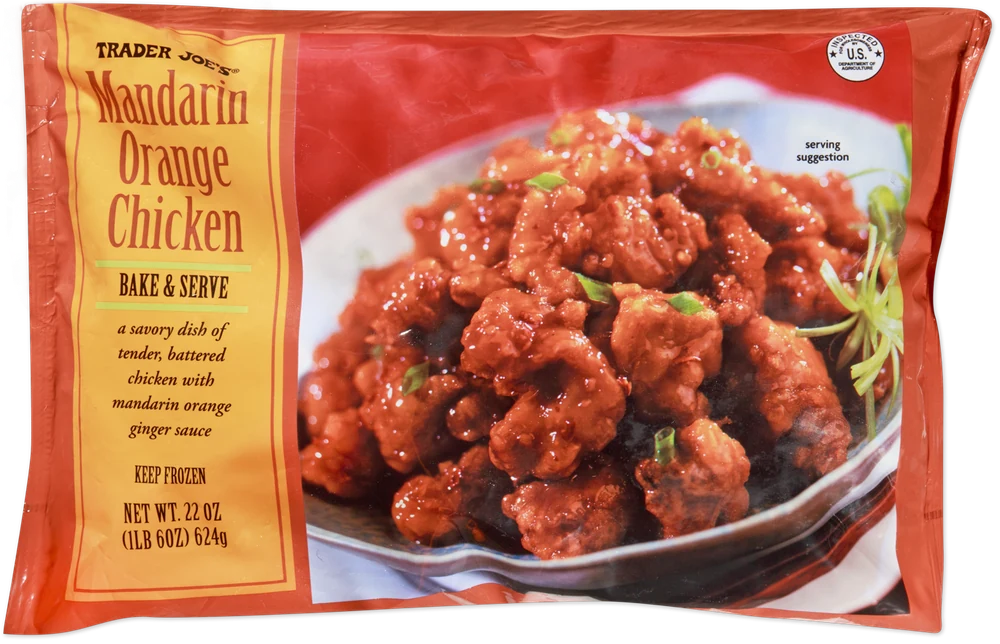 TRADER JOE'S®
Mandarin
Orange
Chicken
BAKE & SERVE
a savory dish of
tender, battered
chicken with
mandarin orange
ginger sauce
KEEP FROZEN
NET WT. 22 OZ
(1LB 6OZ) 624g
INSPECTED
U.S.
DEPARTMENT OF
AGRICULTURE
serving
suggestion